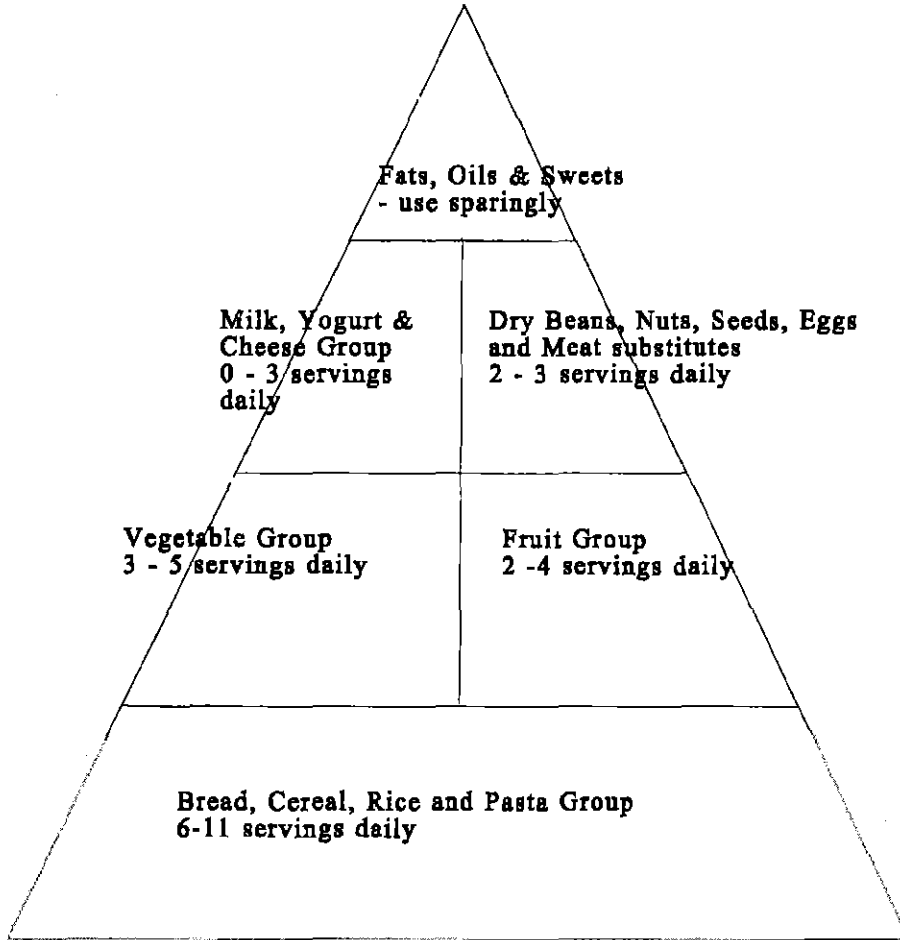 Fats, Oils & Sweets
- use sparingly
Milk, Yogurt &
Cheese Group
0 - 3 servings
daily
Dry Beans, Nuts, Seeds, Eggs
and Meat substitutes
2 - 3 servings daily
Vegetable Group
3 - 5 servings daily
Fruit Group
2 -4 servings daily
Bread, Cereal, Rice and Pasta Group
6-11 servings daily